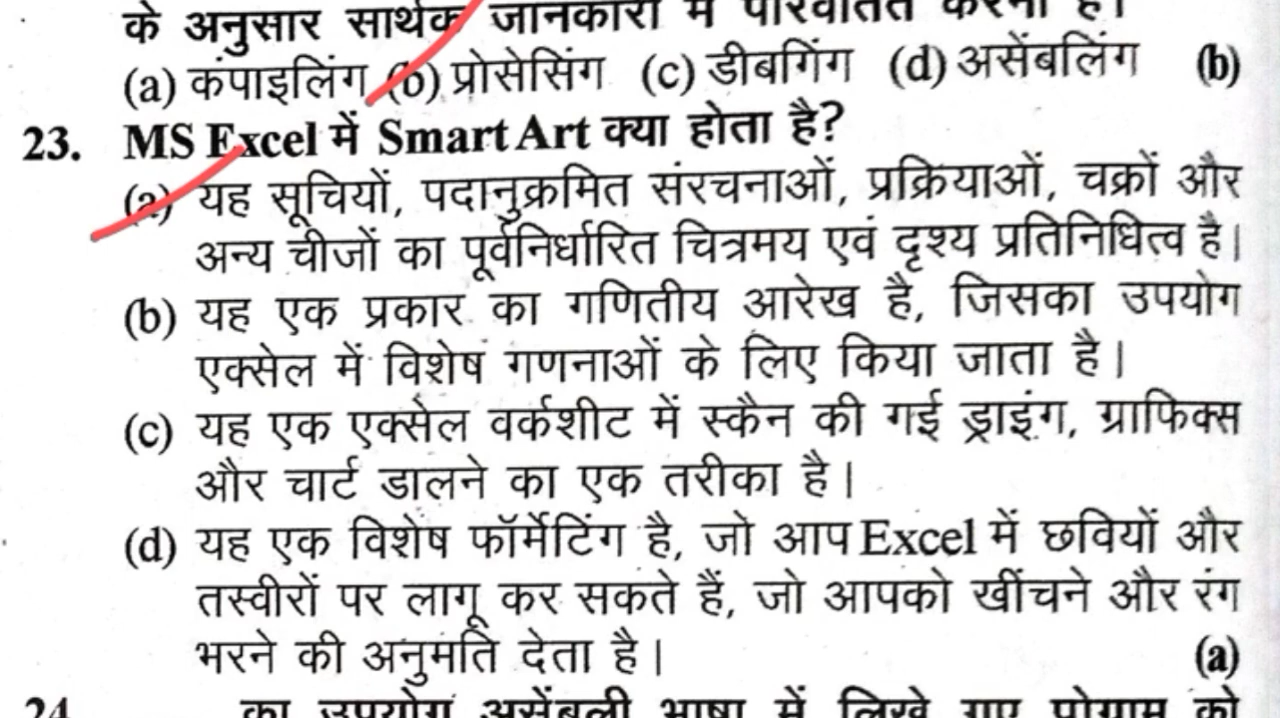 के अनुसार सार्थक जानकारी में परिवर्तित करना है।
(a) कंपाइलिंग (b) प्रोसेसिंग (c) डीबगिंग (d) असेंबलिंग (b)
23. MS Excel में Smart Art क्या होता है?
(a) यह सूचियों, पदानुक्रमित संरचनाओं, प्रक्रियाओं, चक्रों और
अन्य चीजों का पूर्वनिर्धारित चित्रमय एवं दृश्य प्रतिनिधित्व है।
(b) यह एक प्रकार का गणितीय आरेख है, जिसका उपयोग
एक्सेल में विशेष गणनाओं के लिए किया जाता है।
(c) यह एक एक्सेल वर्कशीट में स्कैन की गई ड्राइंग, ग्राफिक्स
और चार्ट डालने का एक तरीका है।
(d) यह एक विशेष फॉर्मेटिंग है, जो आप Excel में छवियों और
तस्वीरों पर लागू कर सकते हैं, जो आपको खींचने और रंग
भरने की अनुमति देता है। (a)
24. का उपयोग असेंबली भाषा में लिखे गए प्रोग्राम को